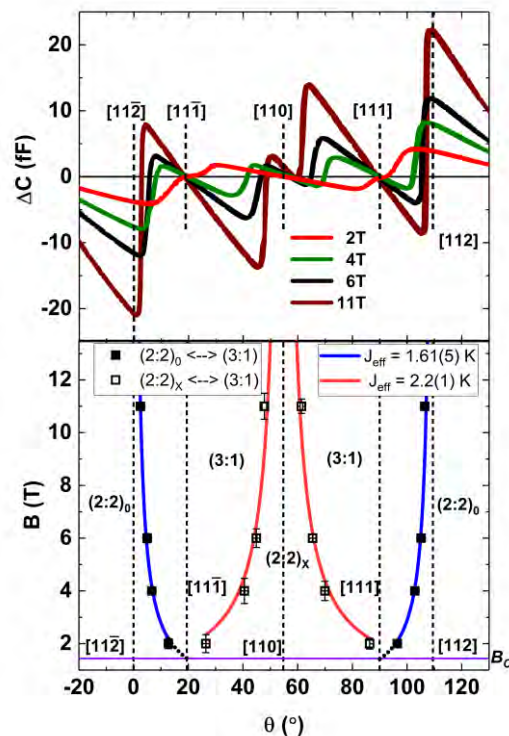 ΔC (fF)
20
10
0
-10
-20
[112̄] [111̄] [110] [111]
[112]
2T
4T
6T
11T
(2:2)₀ <--> (3:1)
(2:2)ₓ <--> (3:1)
J_eff = 1.61(5) K
J_eff = 2.2(1) K
B (T)
12
10
8
6
4
2
(3:1) (3:1)
(2:2)₀ (2:2)₀
(2:2)ₓ
[111̄] [111]
[112̄] [110] [112]
B_C
-20 0 20 40 60 80 100 120
θ (°)